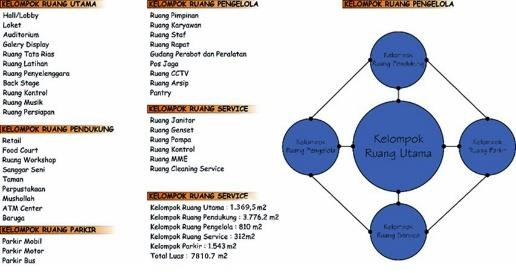 KELOMPOK RUANG UTAMA
Hall/Lobby
Loket
Auditorium
Galery Display
Ruang Tata Rias
Ruang Latihan
Ruang Penyelenggara
Back Stage
Ruang Kontrol
Ruang Musik
Ruang Persiapan
KELOMPOK RUANG PENDUKUNG
Retail
Food Court
Ruang Workshop
Sanggar Seni
Taman
Perpustakaan
Mushollah
ATM Center
Baruga
KELOMPOK RUANG PARKIR
Parkir Mobil
Parkir Motor
Parkir Bus
KELOMPOK RUANG PENGELOLA
Ruang Pimpinan
Ruang Karyawan
Ruang Staf
Ruang Rapat
Gudang Perabot dan Peralatan
Pos Jaga
Ruang CCTV
Ruang Arsip
Pantry
KELOMPOK RUANG SERVICE
Ruang Janitor
Ruang Genset
Ruang Pompa
Ruang Kontrol
Ruang MME
Ruang Cleaning Service
KELOMPOK RUANG SERVICE
Kelompok Ruang Utama : 1.369,5 m2
Kelompok Ruang Pendukung : 3.776.2 m2
Kelompok Ruang Pengelola : 810 m2
Kelompok Ruang Service : 312m2
Kelompok Parkir : 1.543 m2
Total Luas : 7810.7 m2
KELOMPOK RUANG PENGELOLA
Kelompok
Ruang Pendukung
Kelompok
Ruang Pengelola
Kelompok
Ruang Utama
Kelompok
Ruang Parkir
Kelompok
Ruang Service